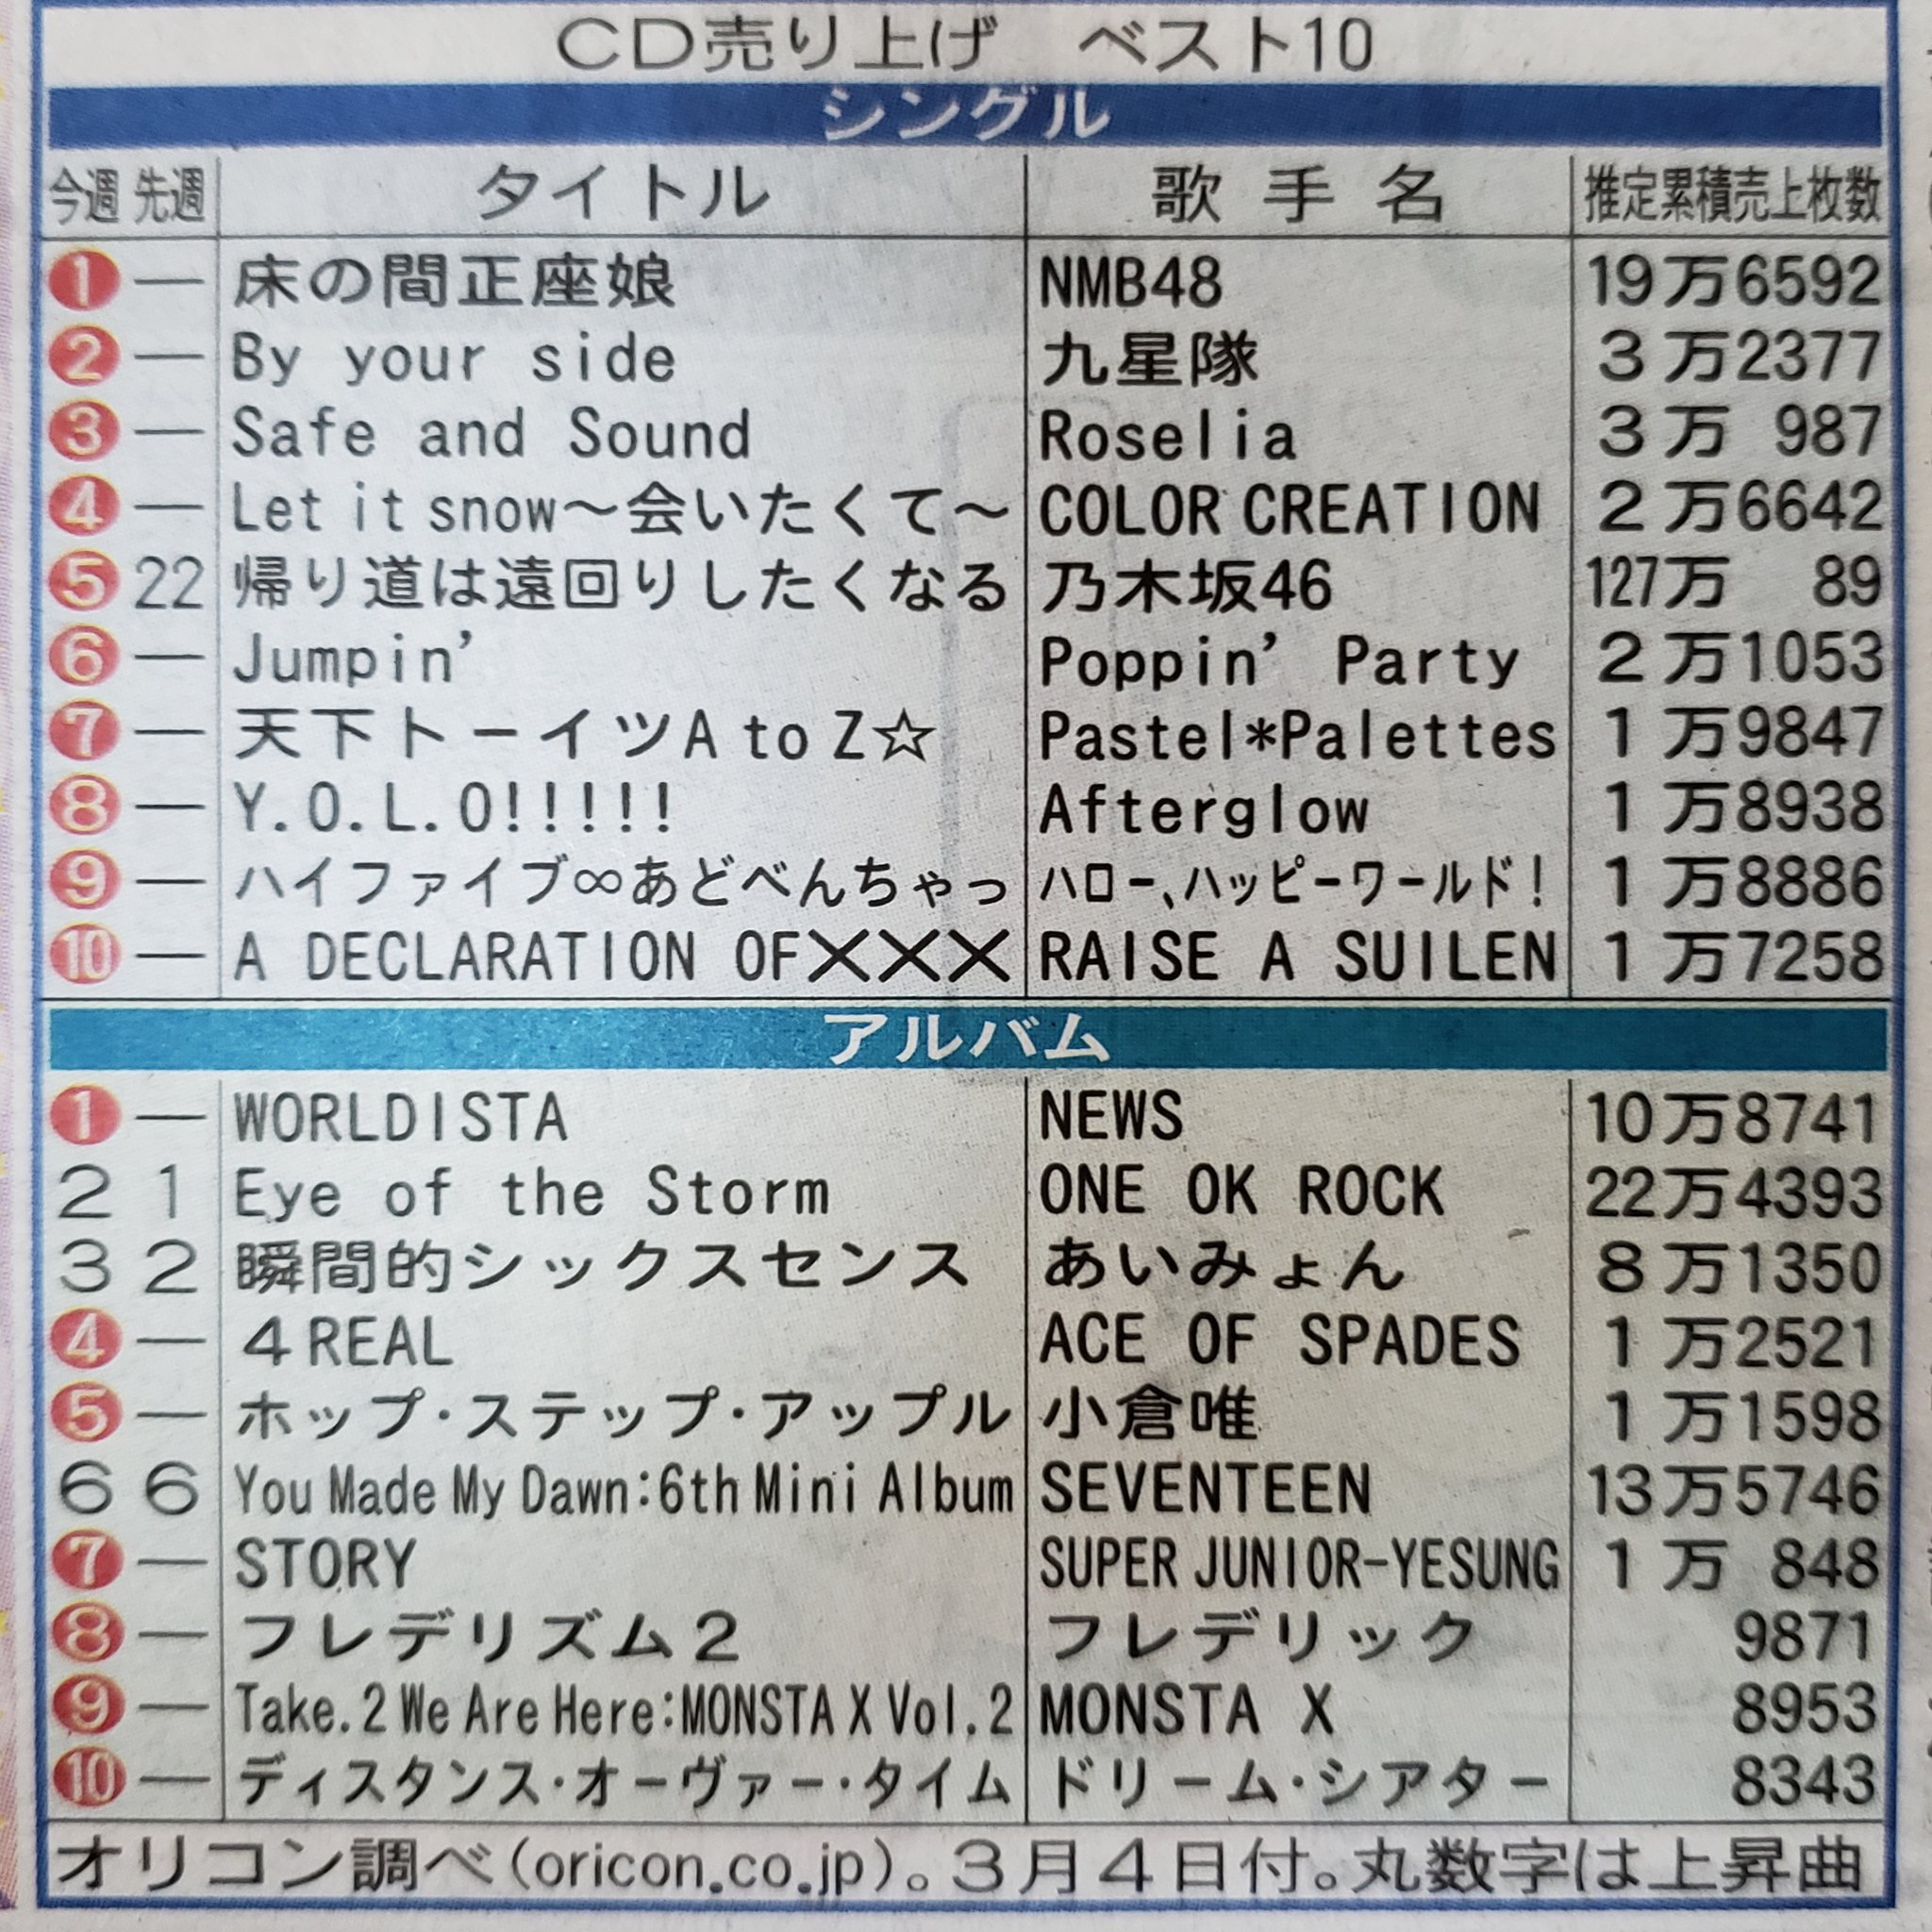 CD売り上げ ベスト10
シングル
今週 先週 タイトル 歌手名 推定累積売上枚数
❶ — 床の間正座娘 NMB48 19万6592
❷ — By your side 九星隊 3万2377
❸ — Safe and Sound Roselia 3万 987
❹ — Let it snow〜会いたくて〜 COLOR CREATION 2万6642
❺ 22 帰り道は遠回りしたくなる 乃木坂46 127万 89
❻ — Jumpin’ Poppin’ Party 2万1053
❼ — 天下トーイツA to Z☆ Pastel*Palettes 1万9847
❽ — Y.O.L.O!!!!! Afterglow 1万8938
❾ — ハイファイブ∞あどべんちゃっ ハロー、ハッピーワールド! 1万8886
❿ — A DECLARATION OF××× RAISE A SUILEN 1万7258
アルバム
❶ — WORLDISTA NEWS 10万8741
2 1 Eye of the Storm ONE OK ROCK 22万4393
3 2 瞬間的シックスセンス あいみょん 8万1350
❹ — 4REAL ACE OF SPADES 1万2521
❺ — ホップ・ステップ・アップル 小倉唯 1万1598
6 6 You Made My Dawn:6th Mini Album SEVENTEEN 13万5746
❼ — STORY SUPER JUNIOR-YESUNG 1万 848
❽ — フレデリズム2 フレデリック 9871
❾ — Take.2 We Are Here:MONSTA X Vol.2 MONSTA X 8953
❿ — ディスタンス・オーヴァー・タイム ドリーム・シアター 8343
オリコン調べ(oricon.co.jp)。3月4日付。丸数字は上昇曲